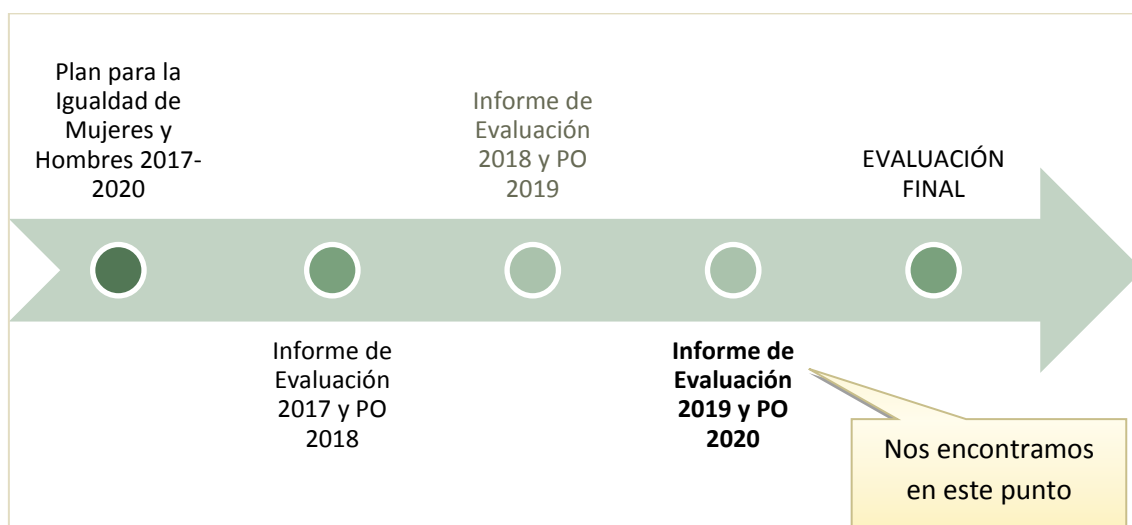 Plan para la
Igualdad de
Mujeres y
Hombres 2017-
2020
Informe de
Evaluación
2017 y PO
2018
Informe de
Evaluación
2018 y PO
2019
Informe de
Evaluación
2019 y PO
2020
EVALUACIÓN
FINAL
Nos encontramos
en este punto